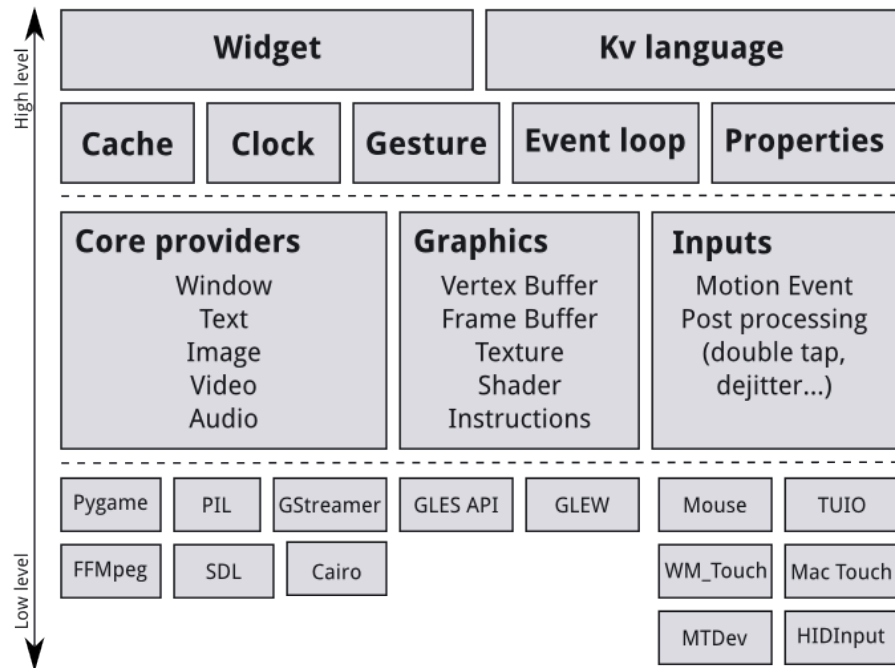 High level
Widget
Kv language
Cache
Clock
Gesture
Event loop
Properties
Core providers
Window
Text
Image
Video
Audio
Graphics
Vertex Buffer
Frame Buffer
Texture
Shader
Instructions
Inputs
Motion Event
Post processing
(double tap,
dejitter...)
Low level
Pygame
PIL
GStreamer
GLES API
GLEW
Mouse
TUIO
FFMpeg
SDL
Cairo
WM_Touch
Mac Touch
MTDev
HIDInput